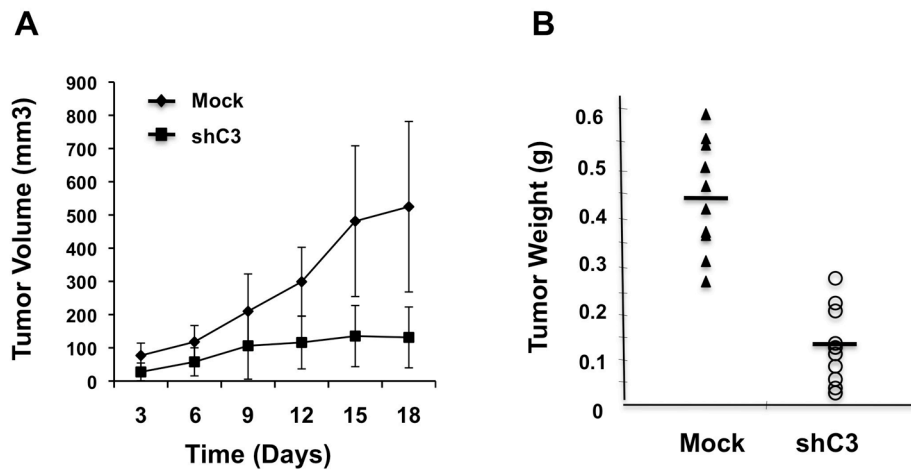 A
Tumor Volume (mm3)
900
800
700
600
500
400
300
200
100
0
Mock
shC3
3 6 9 12 15 18
Time (Days)
B
Tumor Weight (g)
0.6
0.5
0.4
0.3
0.2
0.1
0
Mock shC3